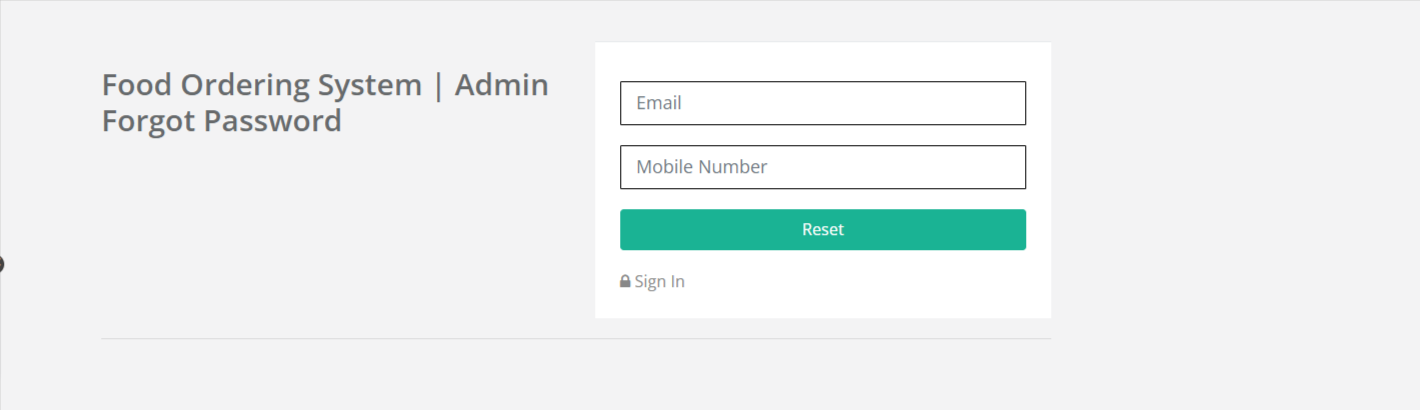 Food Ordering System | Admin
Forgot Password
Email
Mobile Number
Reset
Sign In